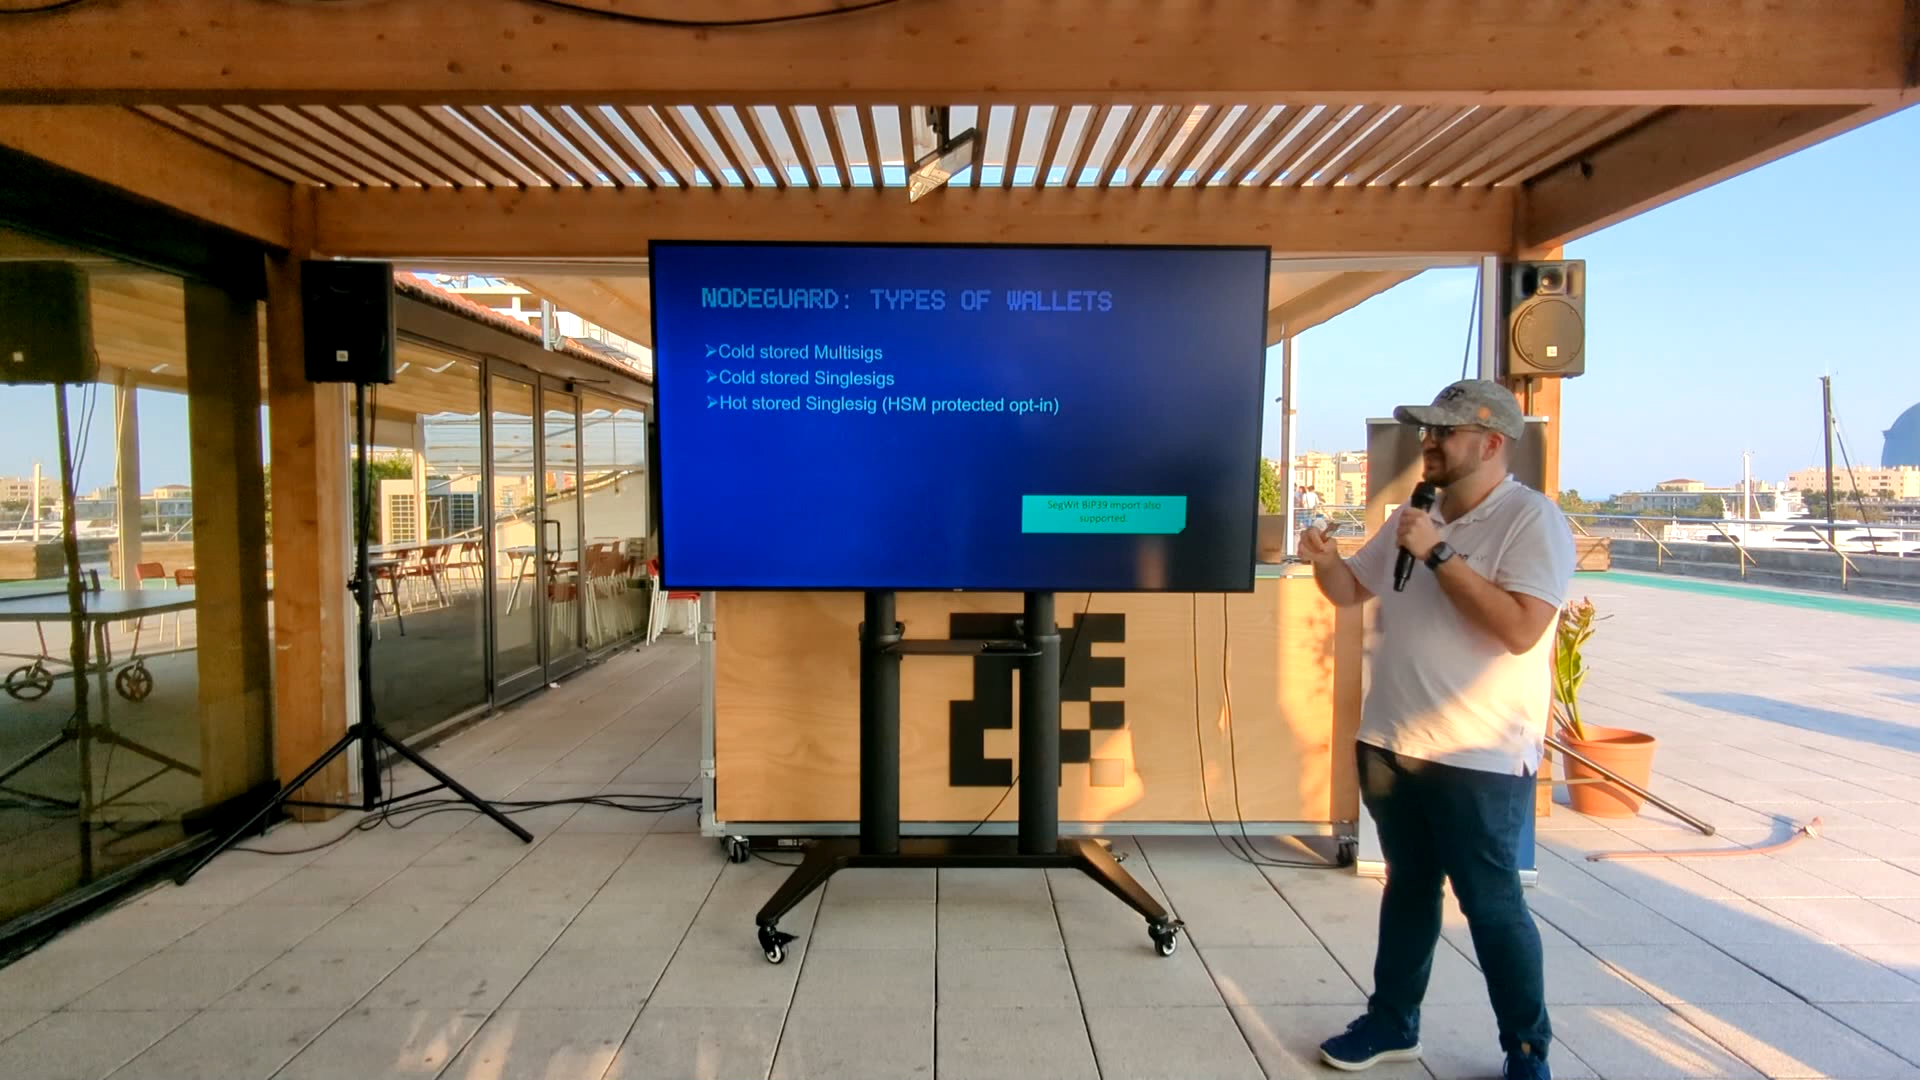 NODEGUARD: TYPES OF WALLETS
➢Cold stored Multisigs
➢Cold stored Singlesigs
➢Hot stored Singlesig (HSM protected opt-in)
SegWit BIP39 import also
supported.